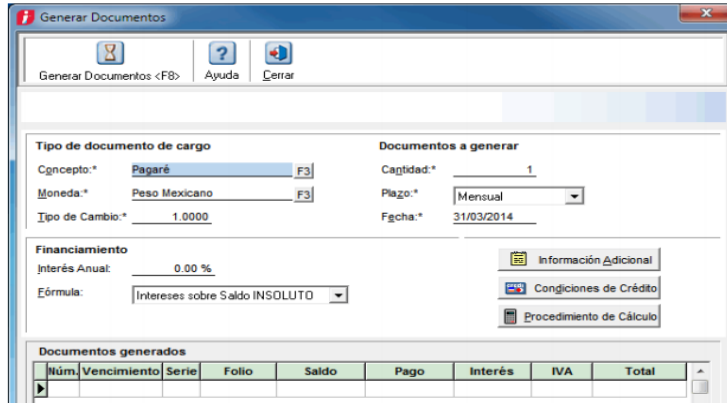 Generar Documentos
Generar Documentos <F8> Ayuda Cerrar
Tipo de documento de cargo Documentos a generar
Concepto:* Pagaré F3 Cantidad:* 1
Moneda:* Peso Mexicano F3 Plazo:* Mensual
Tipo de Cambio:* 1.0000 Fecha:* 31/03/2014
Financiamiento
Interés Anual: 0.00 % Información Adicional
Fórmula: Intereses sobre Saldo INSOLUTO Condiciones de Crédito
Procedimiento de Cálculo
Documentos generados
Núm. Vencimiento Serie Folio Saldo Pago Interés IVA Total